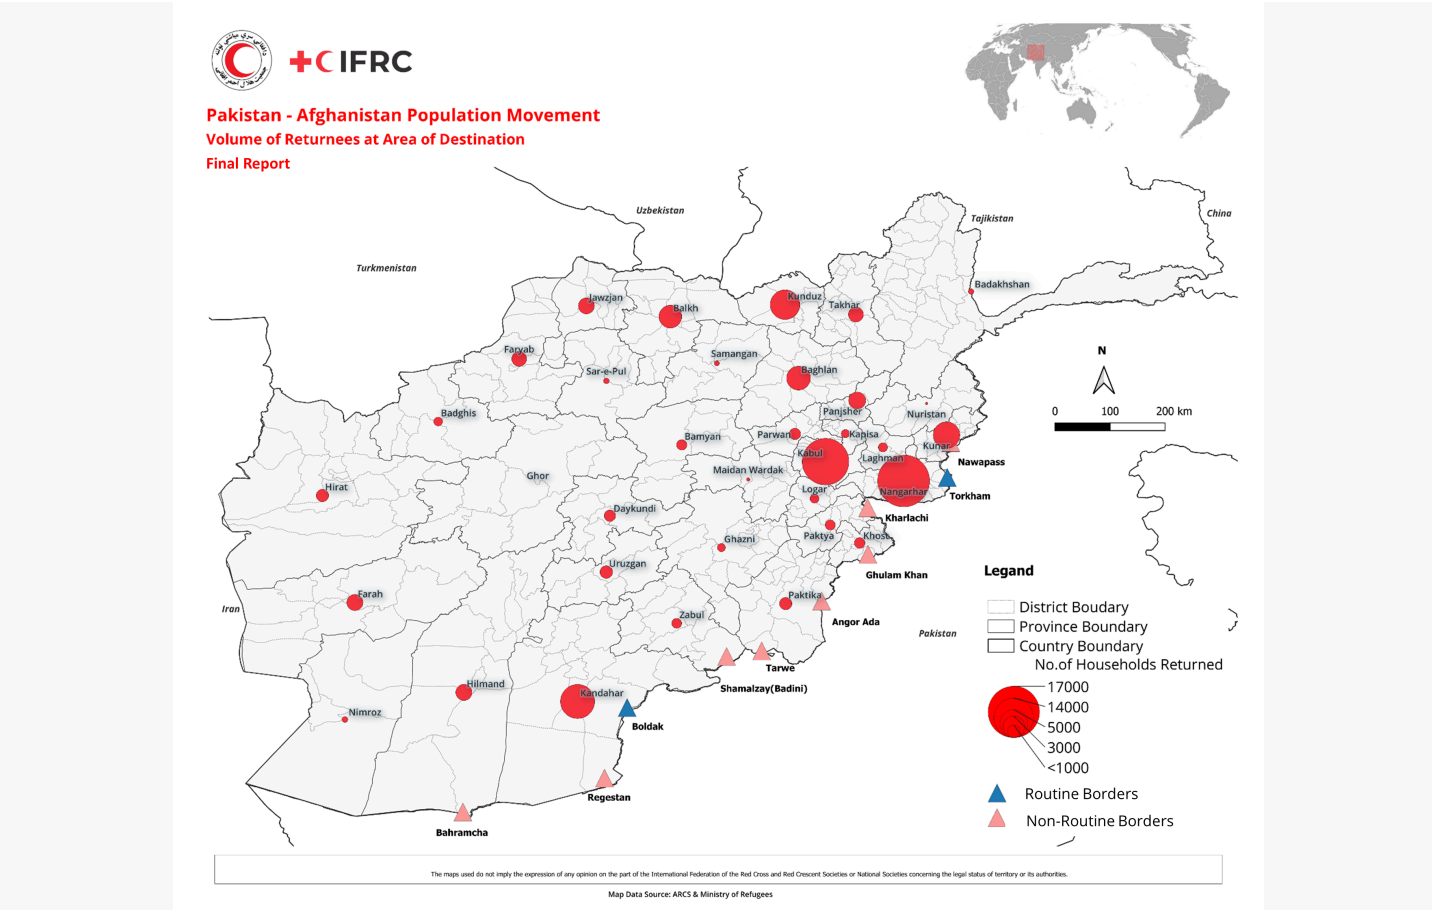 IFRC
Pakistan - Afghanistan Population Movement
Volume of Returnees at Area of Destination
Final Report
Uzbekistan
Tajikistan
China
Turkmenistan
Badakhshan
Jawzjan
Balkh
Kunduz
Takhar
Faryab
Samangan
Sar-e-Pul
Baghlan
N
Badghis
Panjsher
Nuristan
0 100 200 km
Bamyan
Parwan
Kapisa
Kunar
Kabul
Laghman
Nawapass
Maidan Wardak
Ghor
Hirat
Logar
Nangarhar
Torkham
Daykundi
Kharlachi
Paktya
Khost
Ghazni
Uruzgan
Ghulam Khan
Farah
Paktika
Iran
Zabul
Angor Ada
Pakistan
Tarwe
Shamalzay(Badini)
Hilmand
Kandahar
Nimroz
Boldak
Regestan
Bahramcha
Legand
District Boudary
Province Boundary
Country Boundary
No.of Households Returned
17000
14000
5000
3000
<1000
Routine Borders
Non-Routine Borders
The maps used do not imply the expression of any opinion on the part of the International Federation of the Red Cross and Red Crescent Societies or National Societies concerning the legal status of territory or its authorities.
Map Data Source: ARCS & Ministry of Refugees